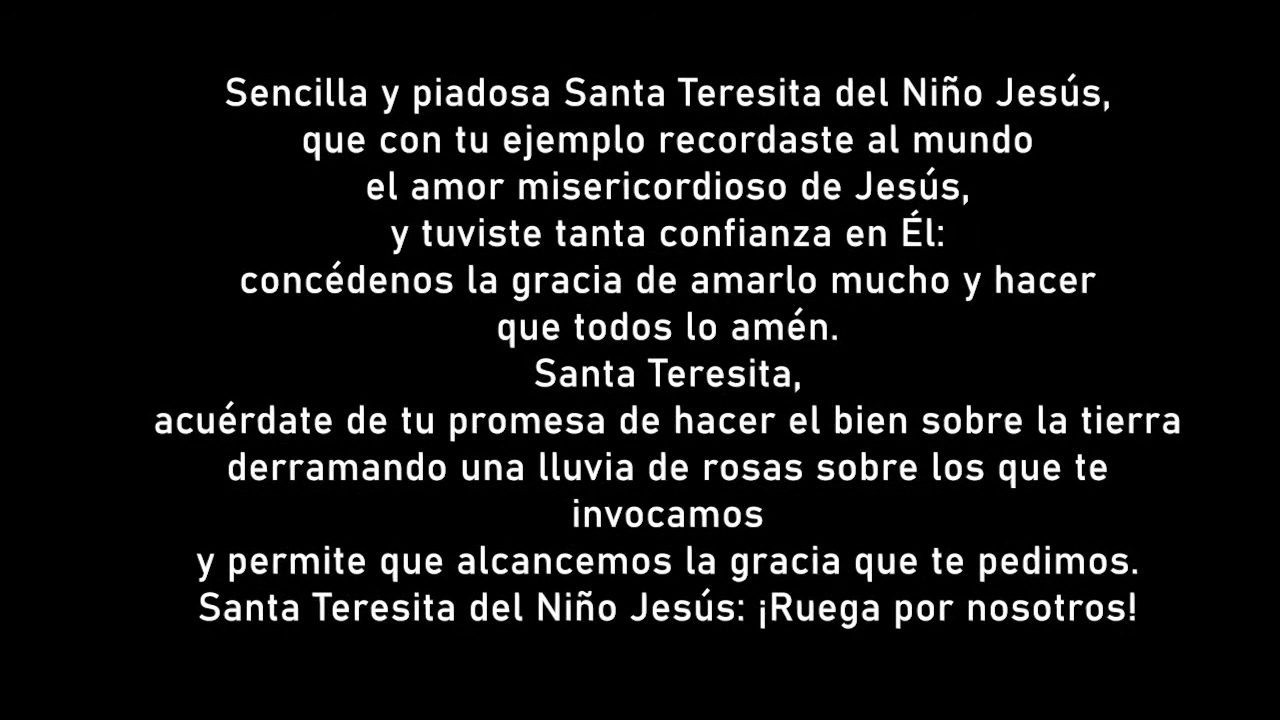 Sencilla y piadosa Santa Teresita del Niño Jesús,
que con tu ejemplo recordaste al mundo
el amor misericordioso de Jesús,
y tuviste tanta confianza en Él:
concédenos la gracia de amarlo mucho y hacer
que todos lo amén.
Santa Teresita,
acuérdate de tu promesa de hacer el bien sobre la tierra
derramando una lluvia de rosas sobre los que te
invocamos
y permite que alcancemos la gracia que te pedimos.
Santa Teresita del Niño Jesús: ¡Ruega por nosotros!